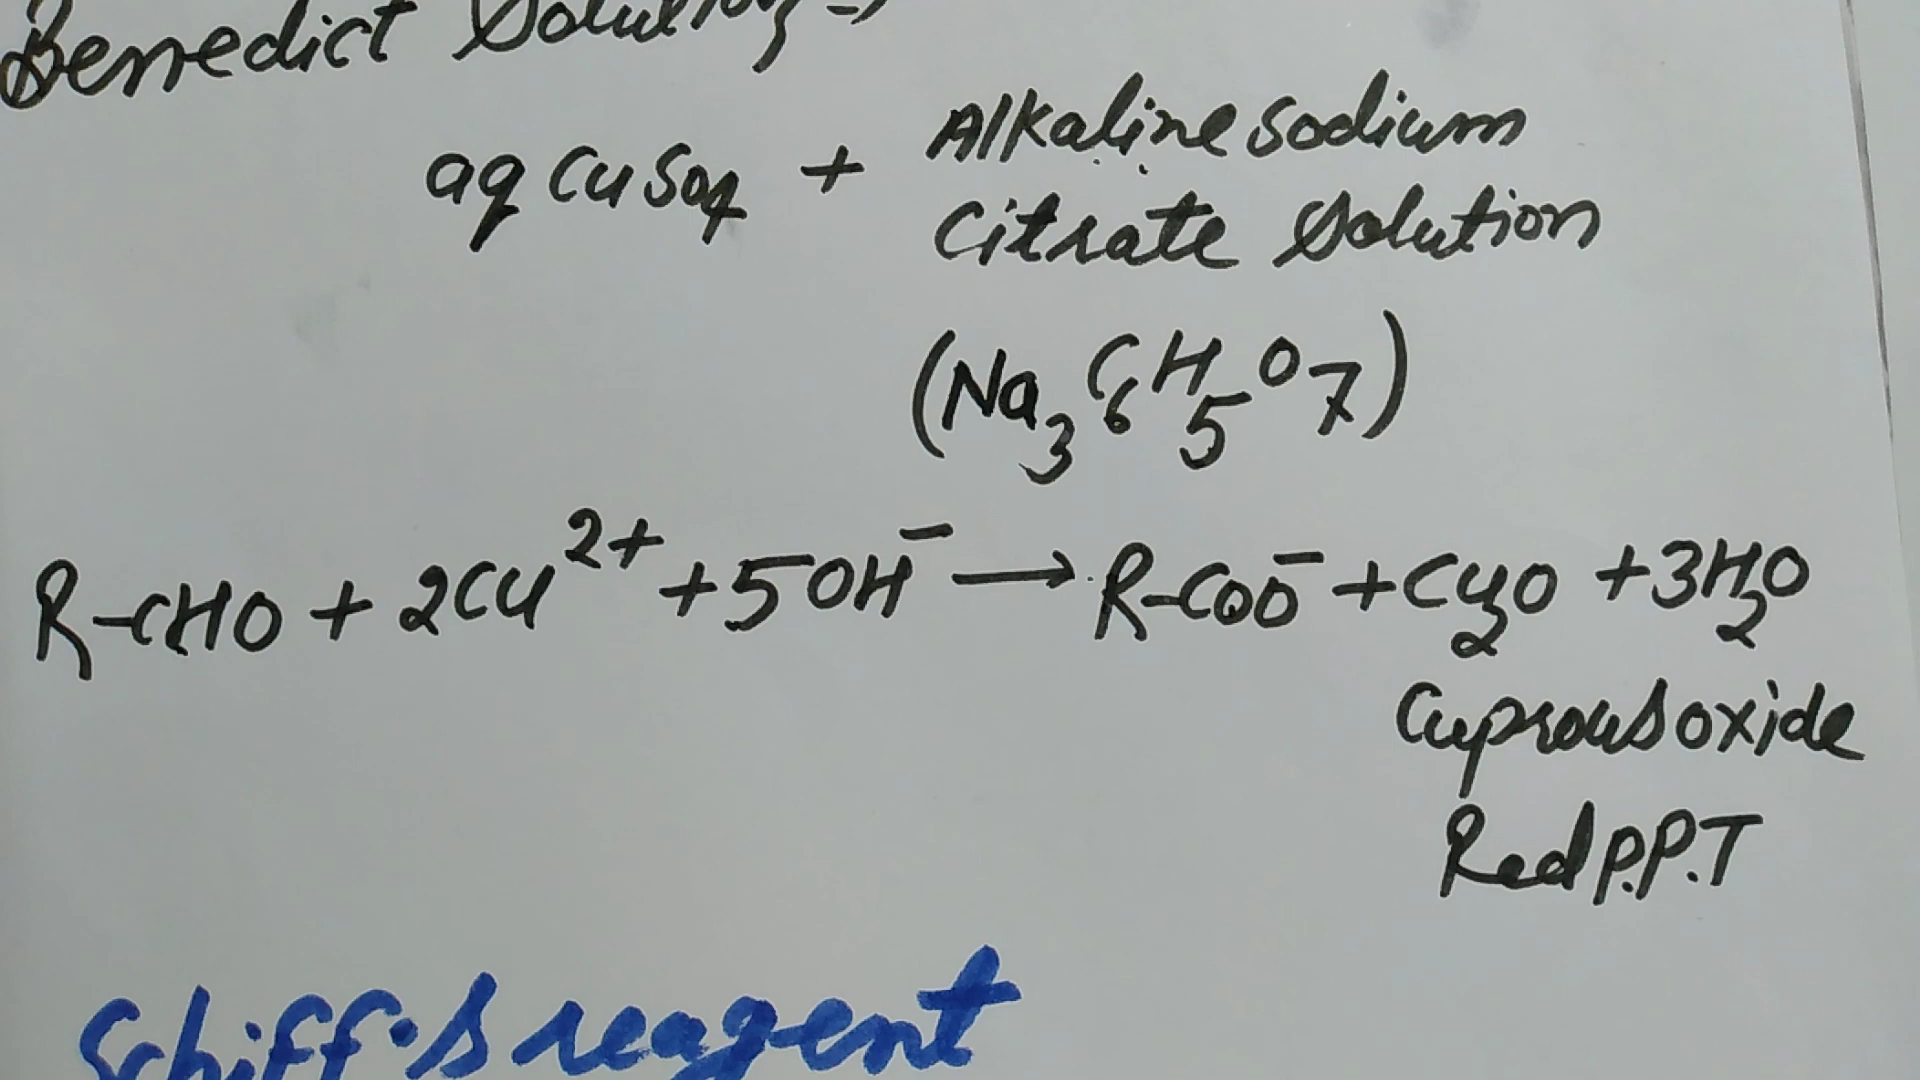 Benedict Solution →
aq CuSO4 + Alkaline sodium
Citrate Solution
(Na3C6H5O7)
R-CHO + 2Cu2+ + 5OH- → R-COO- + Cu2O + 3H2O
Cuprous oxide
Red P.P.T
Schiff's reagent